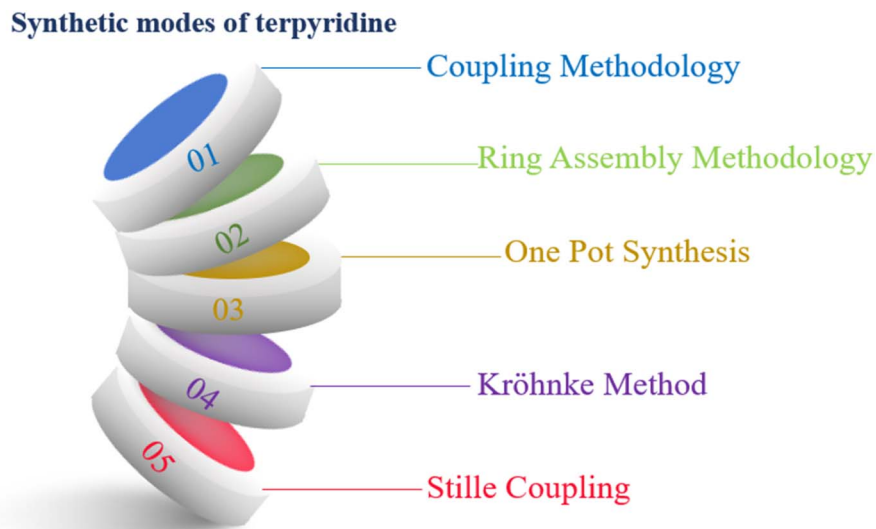 Synthetic modes of terpyridine
01
Coupling Methodology
02
Ring Assembly Methodology
03
One Pot Synthesis
04
Kröhnke Method
05
Stille Coupling